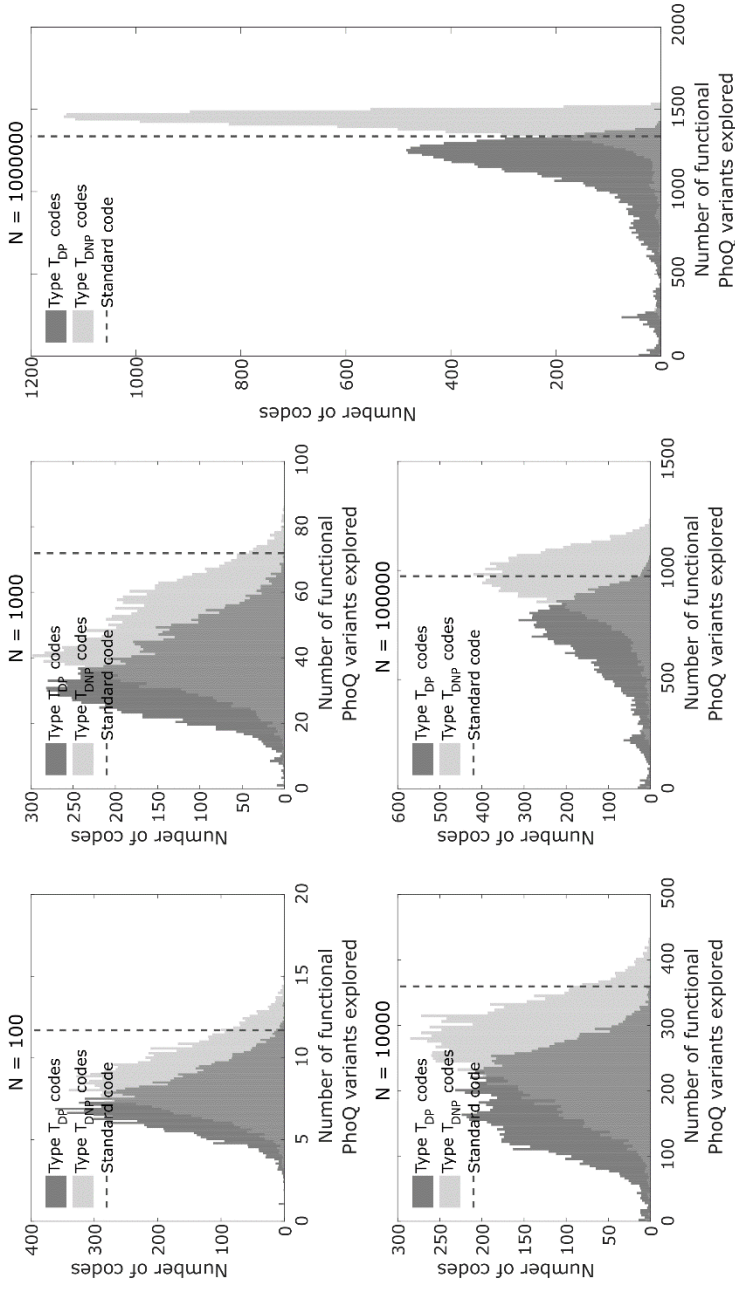 N = 100
Type T_DP codes
Type T_DNP codes
Standard code
Number of codes
400
300
200
100
0
0 5 10 15 20
Number of functional
PhoQ variants explored
N = 1000
Type T_DP codes
Type T_DNP codes
Standard code
Number of codes
300
250
200
150
100
50
0
0 20 40 60 80 100
Number of functional
PhoQ variants explored
N = 10000
Type T_DP codes
Type T_DNP codes
Standard code
Number of codes
300
250
200
150
100
50
0
0 100 200 300 400 500
Number of functional
PhoQ variants explored
N = 100000
Type T_DP codes
Type T_DNP codes
Standard code
Number of codes
600
500
400
300
200
100
0
0 500 1000 1500
Number of functional
PhoQ variants explored
N = 1000000
Type T_DP codes
Type T_DNP codes
Standard code
Number of codes
1200
1000
800
600
400
200
0
0 500 1000 1500 2000
Number of functional
PhoQ variants explored